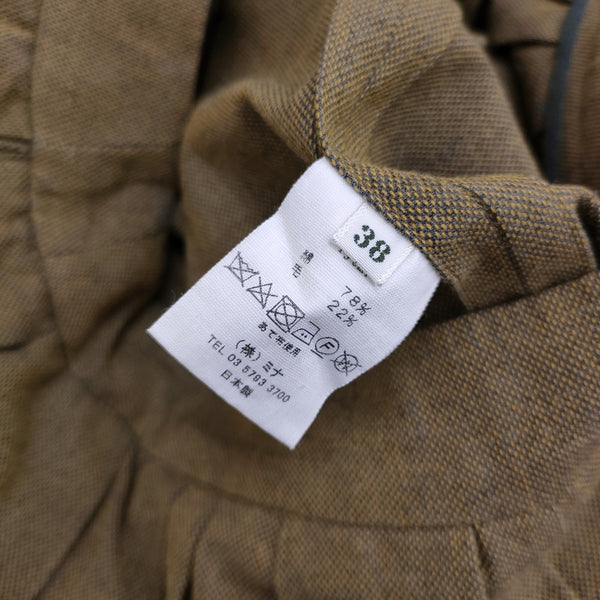 38
綿 78%
毛 22%
F
あて布使用
(株) ミナ
TEL 03 5793 3700
日本製